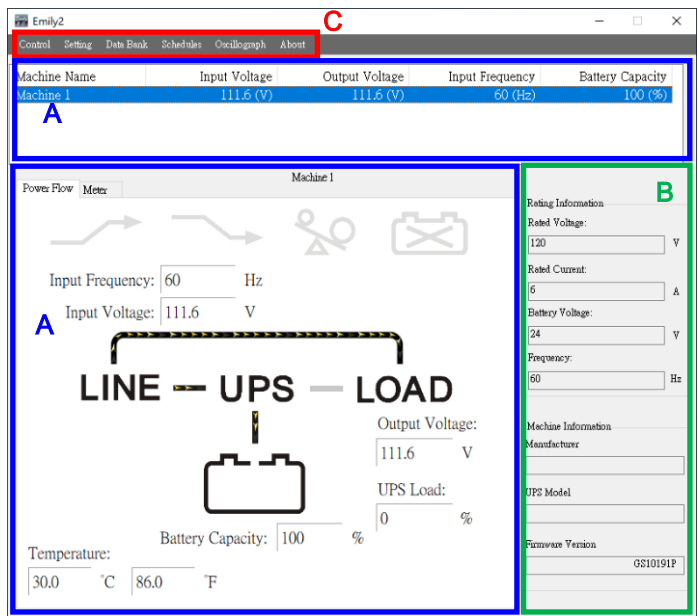 Emily2
C
Control Setting Data Bank Schedules Oscillograph About
Machine Name Input Voltage Output Voltage Input Frequency Battery Capacity
Machine 1 111.6 (V) 111.6 (V) 60 (Hz) 100 (%)
A
Machine 1
Power Flow Meter
Input Frequency: 60 Hz
Input Voltage: 111.6 V
A
LINE UPS LOAD
Output Voltage:
111.6 V
UPS Load:
0 %
Battery Capacity: 100 %
Temperature:
30.0 °C 86.0 °F
B
Rating Information
Rated Voltage:
120 V
Rated Current:
6 A
Battery Voltage:
24 V
Frequency:
60 Hz
Machine Information
Manufacturer
UPS Model
Firmware Version
GS10191P